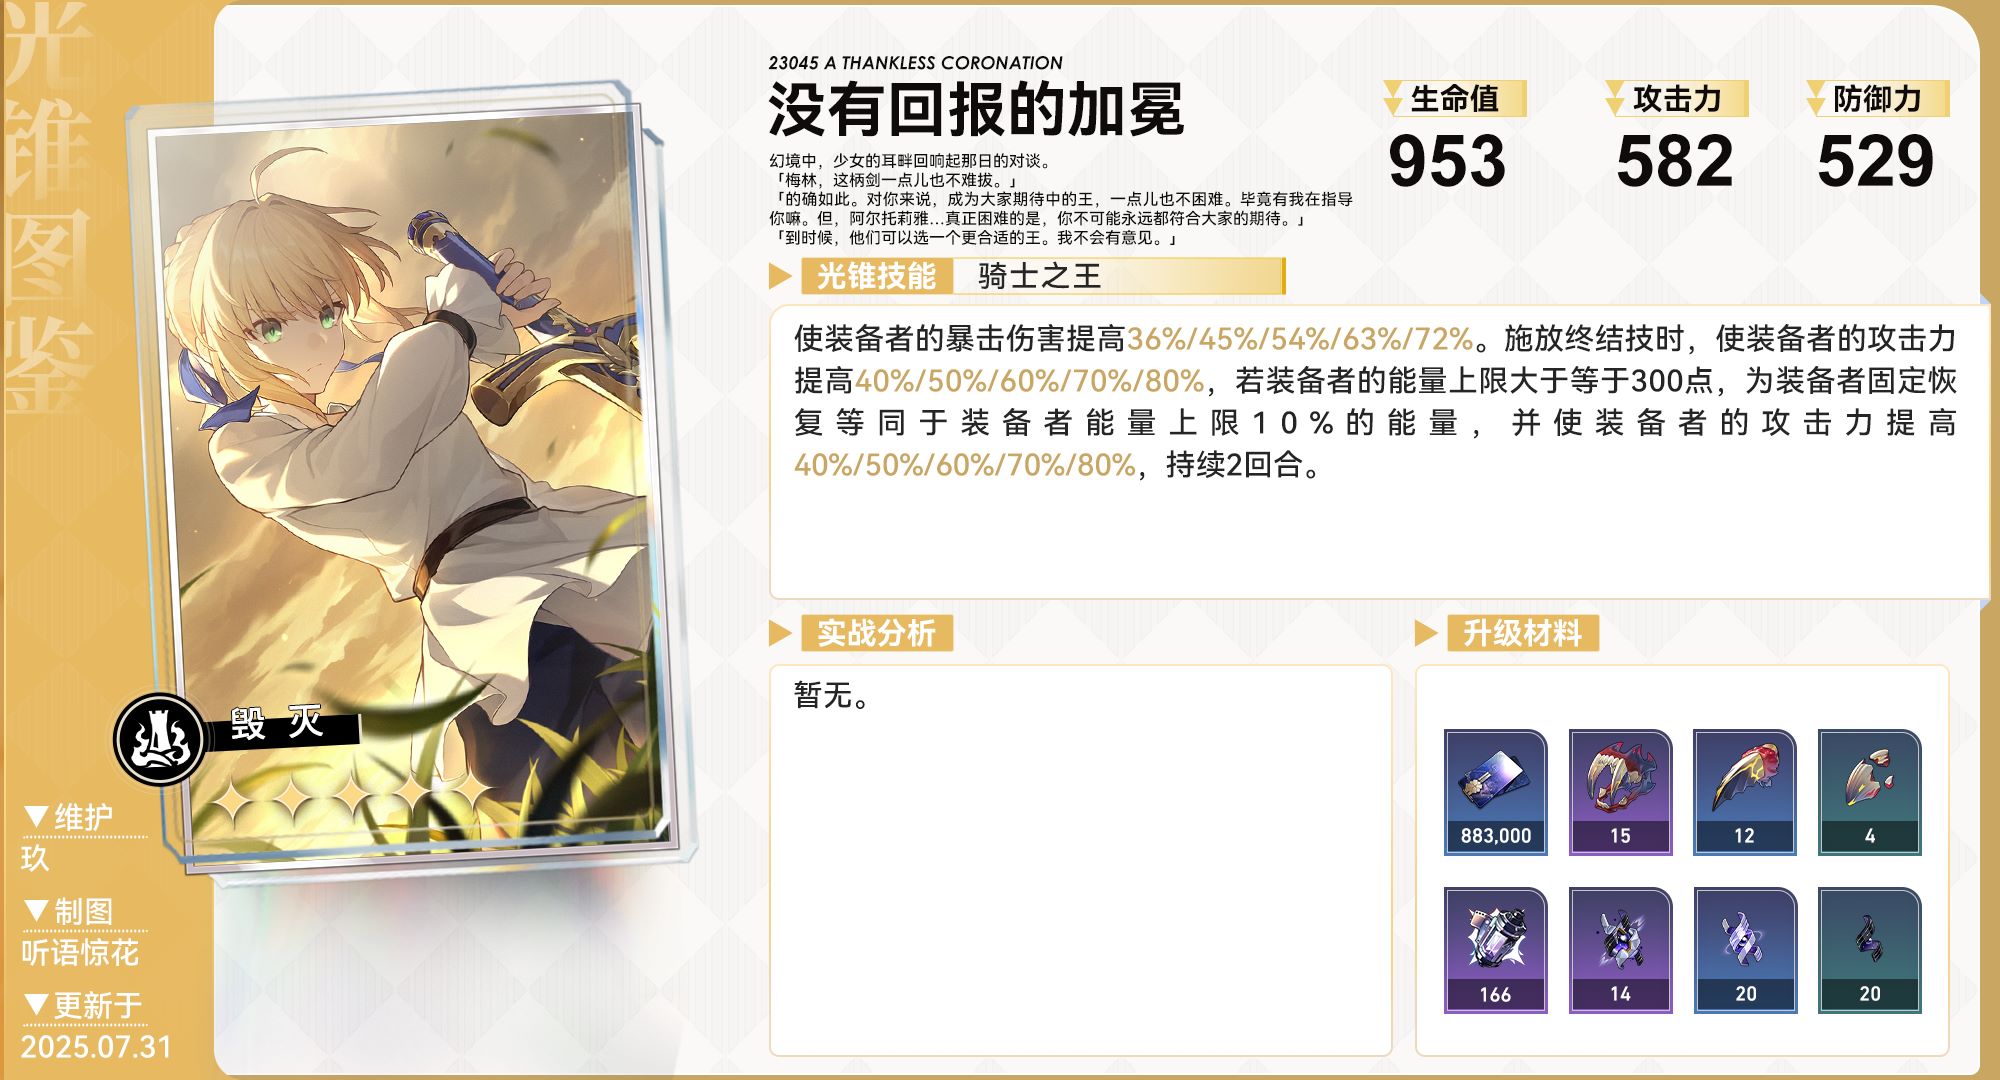 光锥图鉴
23045 A THANKLESS CORONATION
没有回报的加冕
幻境中，少女的耳畔回响起那日的对谈。
「梅林，这柄剑一点儿也不难拔。」
「的确如此。对你来说，成为大家期待中的王，一点儿也不困难。毕竟有我在指导
你嘛。但，阿尔托莉雅…真正困难的是，你不可能永远都符合大家的期待。」
「到时候，他们可以选一个更合适的王。我不会有意见。」
生命值
953
攻击力
582
防御力
529
光锥技能
骑士之王
使装备者的暴击伤害提高36%/45%/54%/63%/72%。施放终结技时，使装备者的攻击力
提高40%/50%/60%/70%/80%，若装备者的能量上限大于等于300点，为装备者固定恢
复等同于装备者能量上限10%的能量，并使装备者的攻击力提高
40%/50%/60%/70%/80%，持续2回合。
实战分析
暂无。
升级材料
883,000
15
12
4
166
14
20
20
毁灭
▼维护
玖
▼制图
听语惊花
▼更新于
2025.07.31